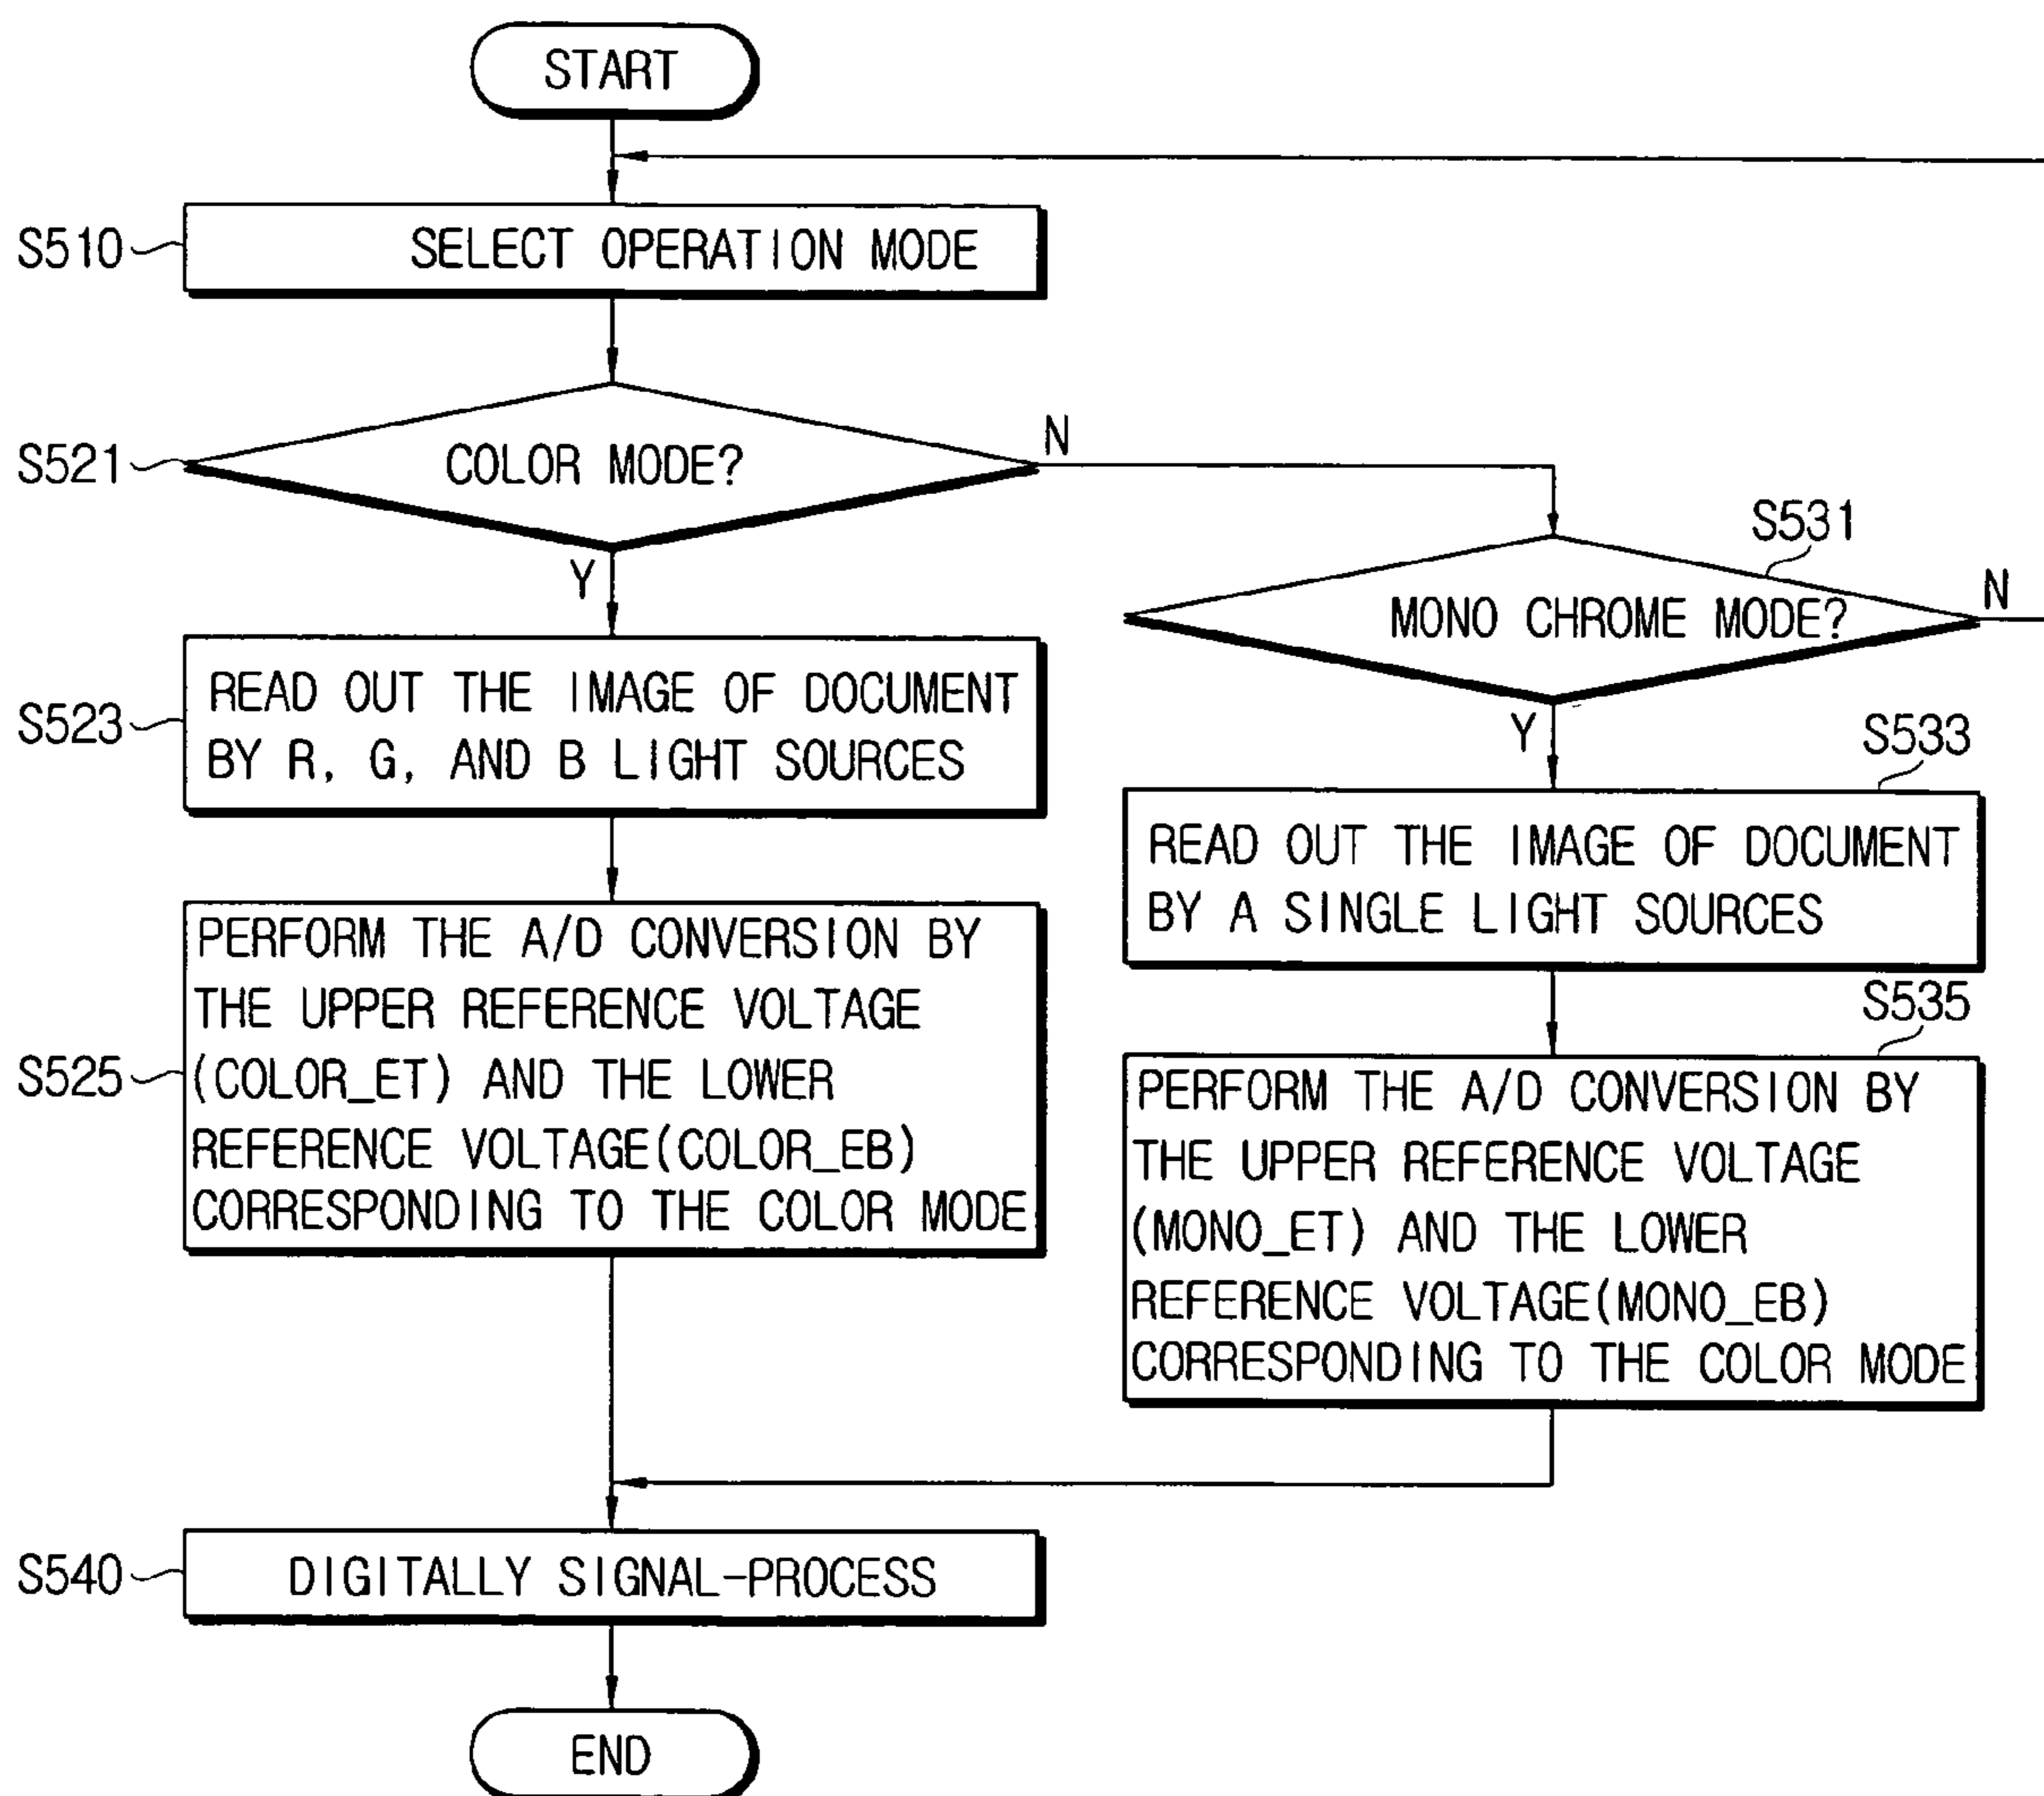 START
S510
SELECT OPERATION MODE
S521
COLOR MODE?
N
Y
S531
MONO CHROME MODE?
N
Y
S523
READ OUT THE IMAGE OF DOCUMENT
BY R, G, AND B LIGHT SOURCES
S533
READ OUT THE IMAGE OF DOCUMENT
BY A SINGLE LIGHT SOURCES
S525
PERFORM THE A/D CONVERSION BY
THE UPPER REFERENCE VOLTAGE
(COLOR_ET) AND THE LOWER
REFERENCE VOLTAGE(COLOR_EB)
CORRESPONDING TO THE COLOR MODE
S535
PERFORM THE A/D CONVERSION BY
THE UPPER REFERENCE VOLTAGE
(MONO_ET) AND THE LOWER
REFERENCE VOLTAGE(MONO_EB)
CORRESPONDING TO THE COLOR MODE
S540
DIGITALLY SIGNAL-PROCESS
END